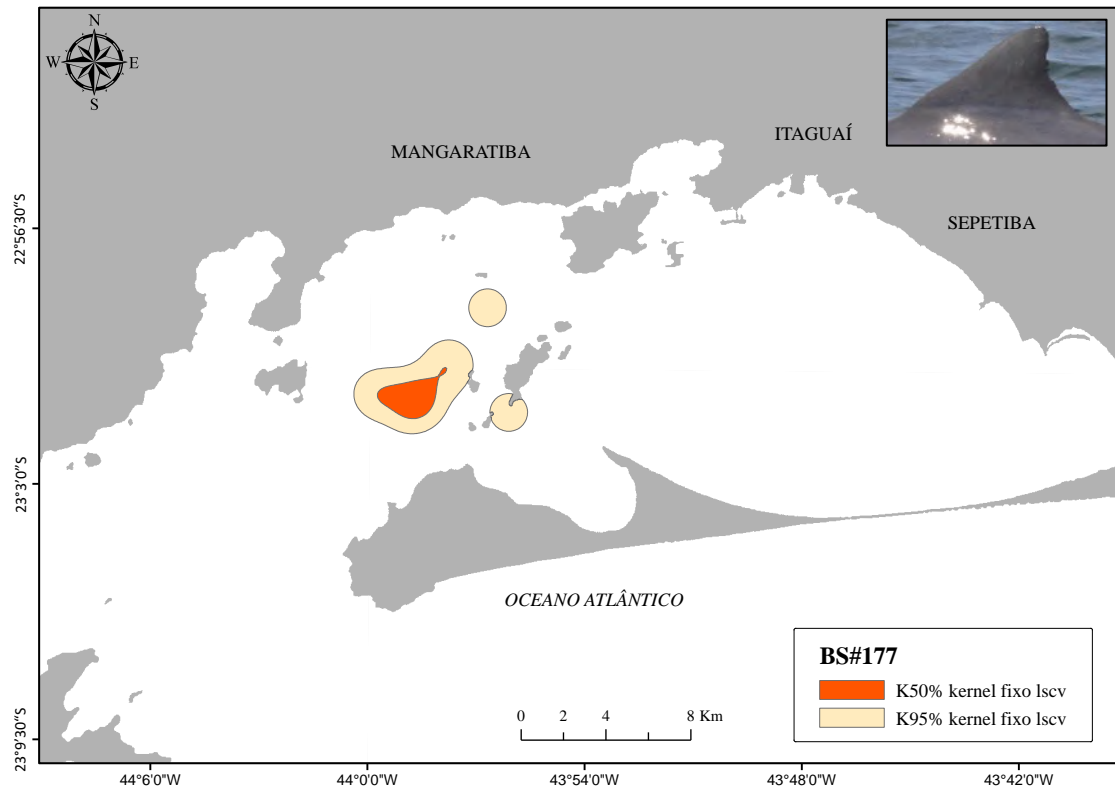 N
W E
S
ITAGUAÍ
MANGARATIBA
SEPETIBA
22°56'30"S
23°3'0"S
23°9'30"S
OCEANO ATLÂNTICO
BS#177
K50% kernel fixo lscv
K95% kernel fixo lscv
0 2 4 8 Km
44°6'0"W 44°0'0"W 43°54'0"W 43°48'0"W 43°42'0"W